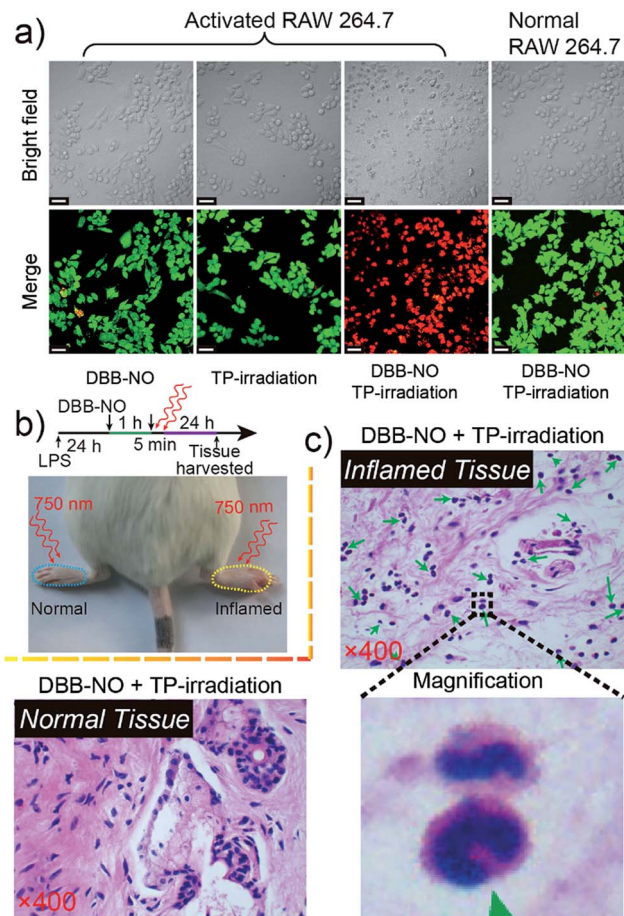 a)
Activated RAW 264.7
Normal
RAW 264.7
Bright field
Merge
DBB-NO
TP-irradiation
DBB-NO
TP-irradiation
DBB-NO
TP-irradiation
b)
DBB-NO
1 h
24 h
24 h
5 min
LPS
Tissue
harvested
750 nm
750 nm
Normal
Inflamed
DBB-NO + TP-irradiation
Normal Tissue
×400
c)
DBB-NO + TP-irradiation
Inflamed Tissue
×400
Magnification